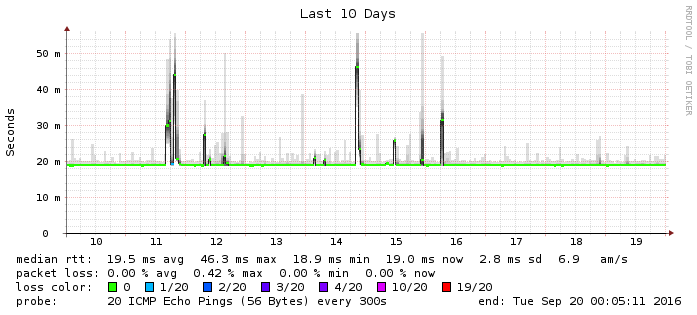 Last 10 Days
RRDTOOL / TOBI OETIKER
Seconds
50 m
40 m
30 m
20 m
10 m
0
10 11 12 13 14 15 16 17 18 19
median rtt: 19.5 ms avg 46.3 ms max 18.9 ms min 19.0 ms now 2.8 ms sd 6.9 am/s
packet loss: 0.00 % avg 0.42 % max 0.00 % min 0.00 % now
loss color: 0 1/20 2/20 3/20 4/20 10/20 19/20
probe: 20 ICMP Echo Pings (56 Bytes) every 300s end: Tue Sep 20 00:05:11 2016